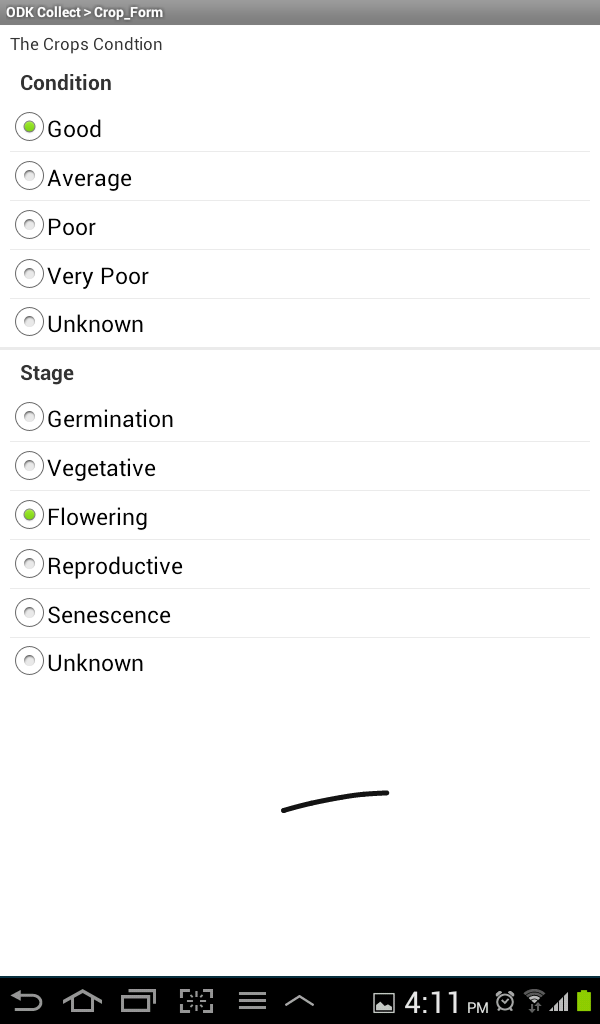 ODK Collect > Crop_Form
The Crops Condtion
Condition
Good
Average
Poor
Very Poor
Unknown
Stage
Germination
Vegetative
Flowering
Reproductive
Senescence
Unknown
4:11 PM